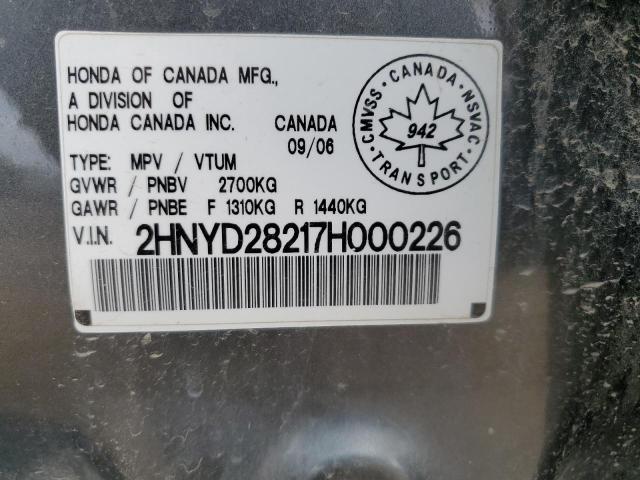 HONDA OF CANADA MFG.,
A DIVISION OF
HONDA CANADA INC.
CANADA
09/06
TYPE: MPV / VTUM
GVWR / PNBV 2700KG
GAWR / PNBE F 1310KG R 1440KG
V.I.N. 2HNYD28217H000226
CMVSS · CANADA · NSVAC
942
TRANSPORT